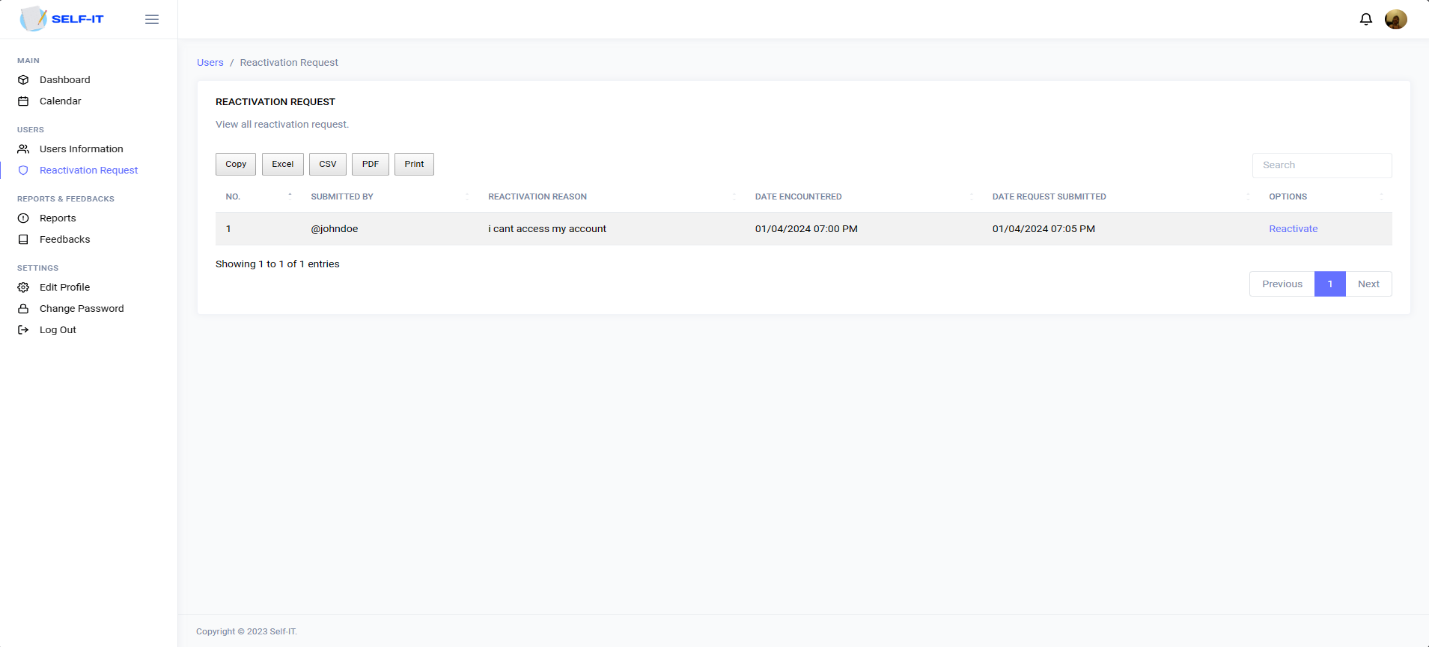 SELF-IT
MAIN
Dashboard
Calendar
USERS
Users Information
Reactivation Request
REPORTS & FEEDBACKS
Reports
Feedbacks
SETTINGS
Edit Profile
Change Password
Log Out
Users / Reactivation Request
REACTIVATION REQUEST
View all reactivation request.
Copy Excel CSV PDF Print Search
NO. SUBMITTED BY REACTIVATION REASON DATE ENCOUNTERED DATE REQUEST SUBMITTED OPTIONS
1 @johndoe i cant access my account 01/04/2024 07:00 PM 01/04/2024 07:05 PM Reactivate
Showing 1 to 1 of 1 entries
Previous 1 Next
Copyright © 2023 Self-IT.